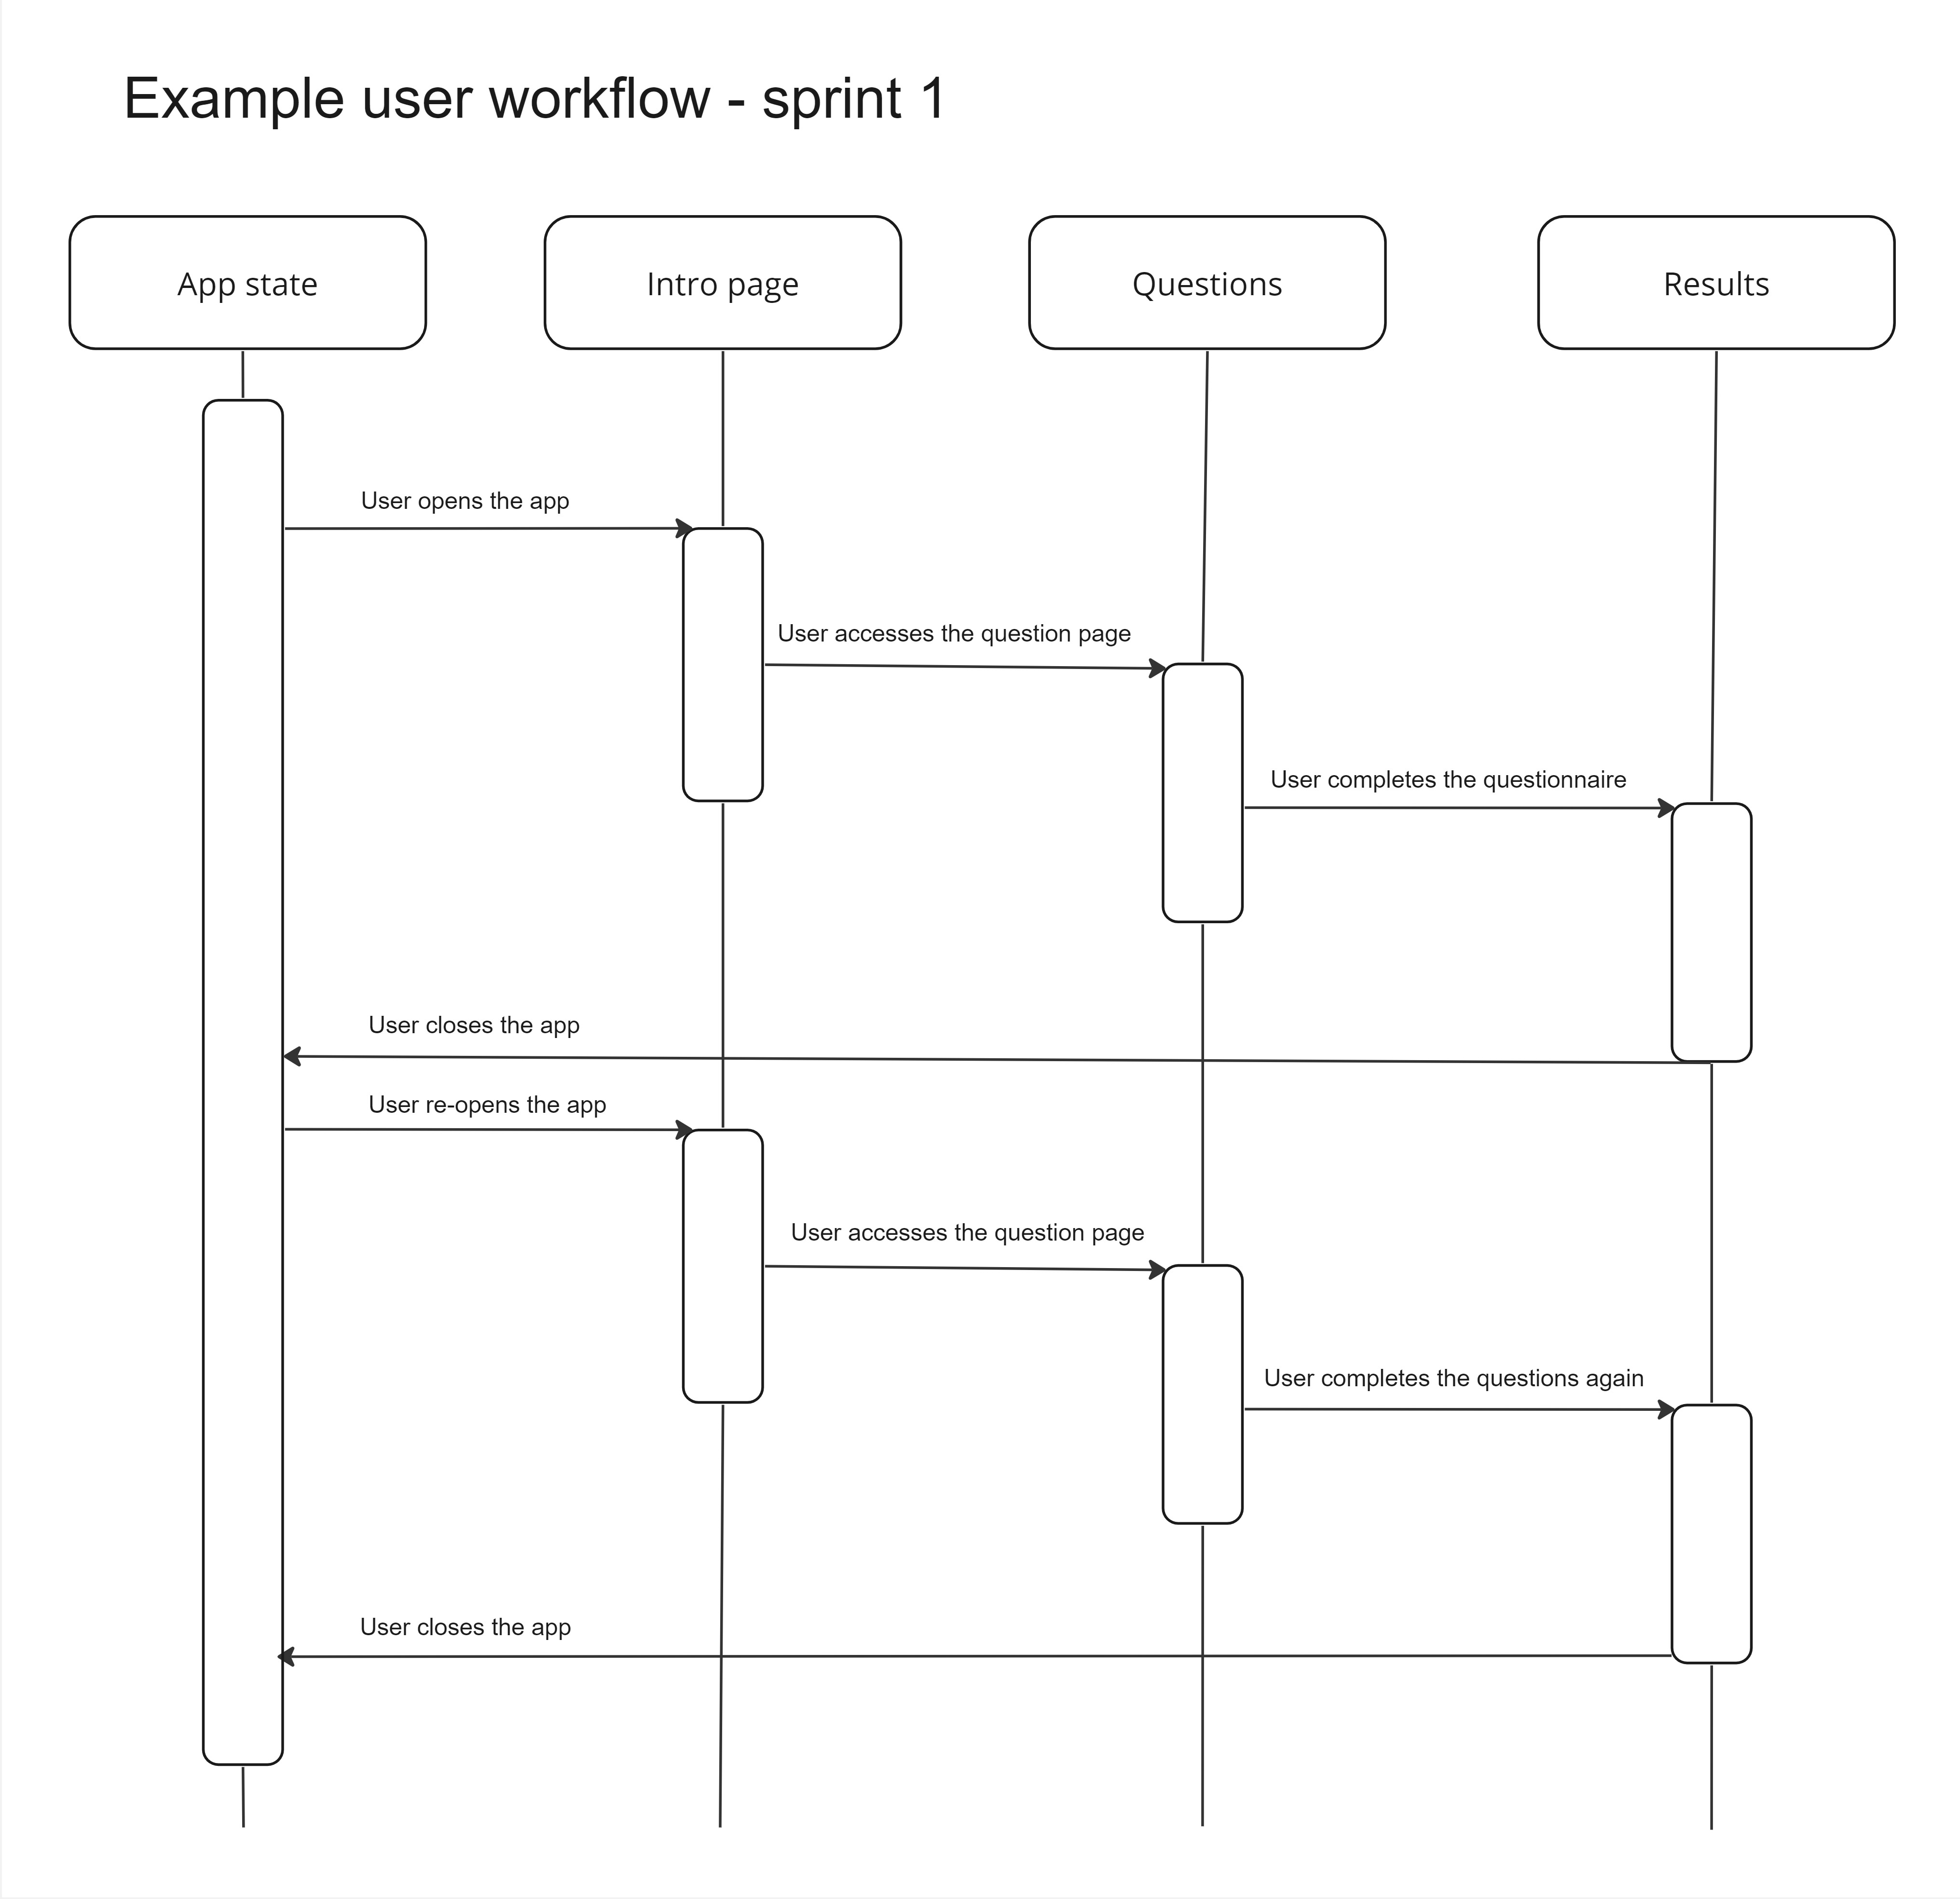 Example user workflow - sprint 1
App state
Intro page
Questions
Results
User opens the app
User accesses the question page
User completes the questionnaire
User closes the app
User re-opens the app
User accesses the question page
User completes the questions again
User closes the app